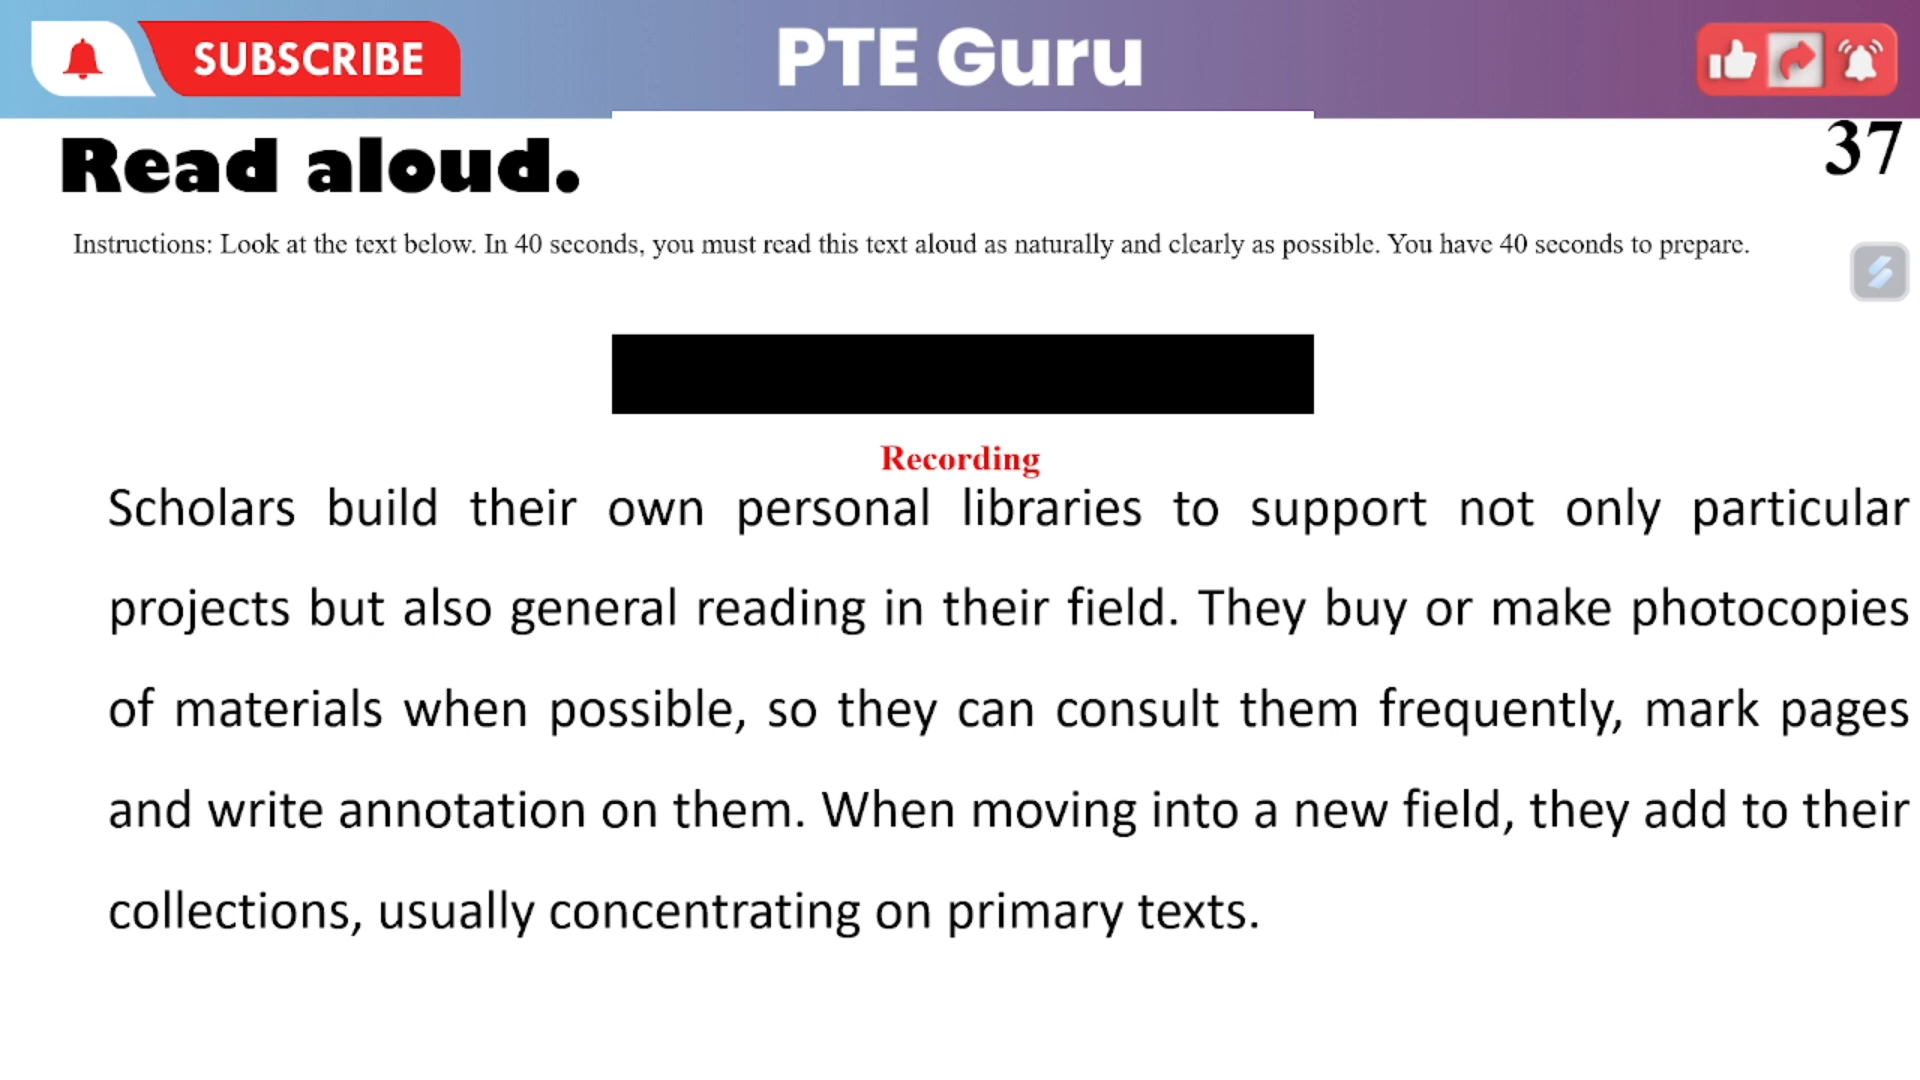 SUBSCRIBE
PTE Guru
Read aloud.
37
Instructions: Look at the text below. In 40 seconds, you must read this text aloud as naturally and clearly as possible. You have 40 seconds to prepare.
Recording
Scholars build their own personal libraries to support not only particular
projects but also general reading in their field. They buy or make photocopies
of materials when possible, so they can consult them frequently, mark pages
and write annotation on them. When moving into a new field, they add to their
collections, usually concentrating on primary texts.